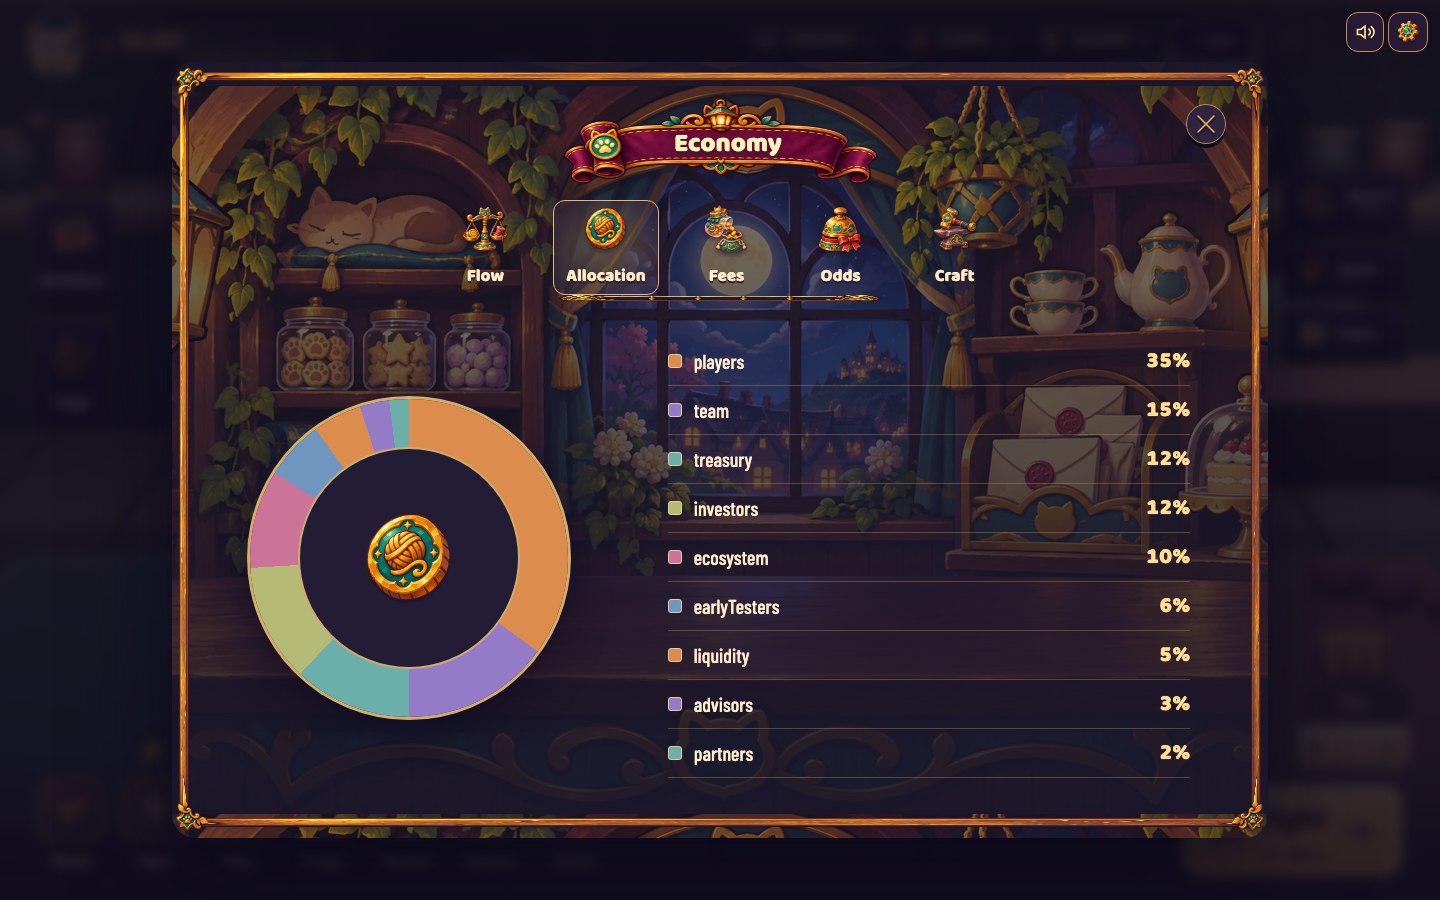 Economy
Flow
Allocation
Fees
Odds
Craft
players 35%
team 15%
treasury 12%
investors 12%
ecosystem 10%
earlyTesters 6%
liquidity 5%
advisors 3%
partners 2%